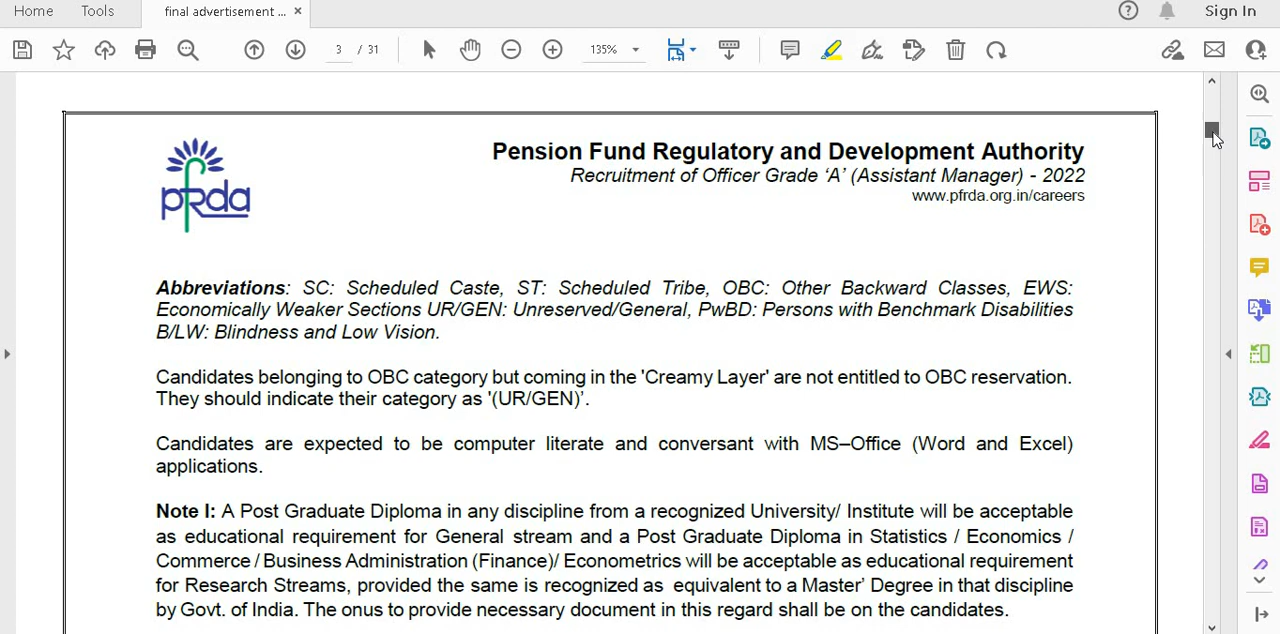 Home Tools final advertisement ... × Sign In
3 / 31 135%
pfrda
Pension Fund Regulatory and Development Authority
Recruitment of Officer Grade ‘A’ (Assistant Manager) - 2022
www.pfrda.org.in/careers
Abbreviations: SC: Scheduled Caste, ST: Scheduled Tribe, OBC: Other Backward Classes, EWS:
Economically Weaker Sections UR/GEN: Unreserved/General, PwBD: Persons with Benchmark Disabilities
B/LW: Blindness and Low Vision.
Candidates belonging to OBC category but coming in the 'Creamy Layer' are not entitled to OBC reservation.
They should indicate their category as '(UR/GEN)’.
Candidates are expected to be computer literate and conversant with MS–Office (Word and Excel)
applications.
Note I: A Post Graduate Diploma in any discipline from a recognized University/ Institute will be acceptable
as educational requirement for General stream and a Post Graduate Diploma in Statistics / Economics /
Commerce / Business Administration (Finance)/ Econometrics will be acceptable as educational requirement
for Research Streams, provided the same is recognized as equivalent to a Master’ Degree in that discipline
by Govt. of India. The onus to provide necessary document in this regard shall be on the candidates.